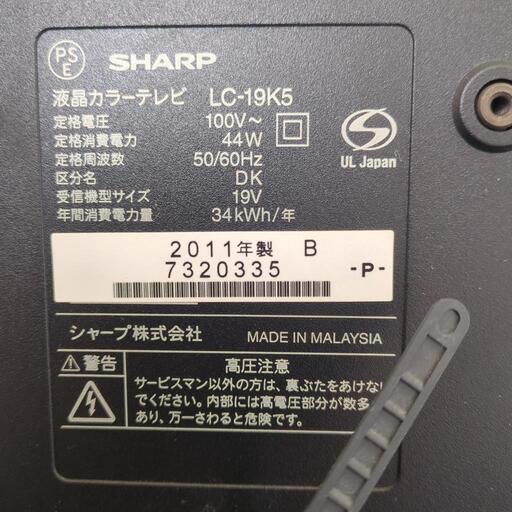 PS
E
SHARP
液晶カラーテレビ LC-19K5
定格電圧 100V～
定格消費電力 44W
定格周波数 50/60Hz
区分名 DK
受信機型サイズ 19V
年間消費電力量 34kWh/年
UL Japan
2011年製 B
7320335 -P-
シャープ株式会社 MADE IN MALAYSIA
警告 高圧注意
サービスマン以外の方は、裏ぶたをあけない
でください。内部には高電圧部分が数多
あり、万一さわると危険です。